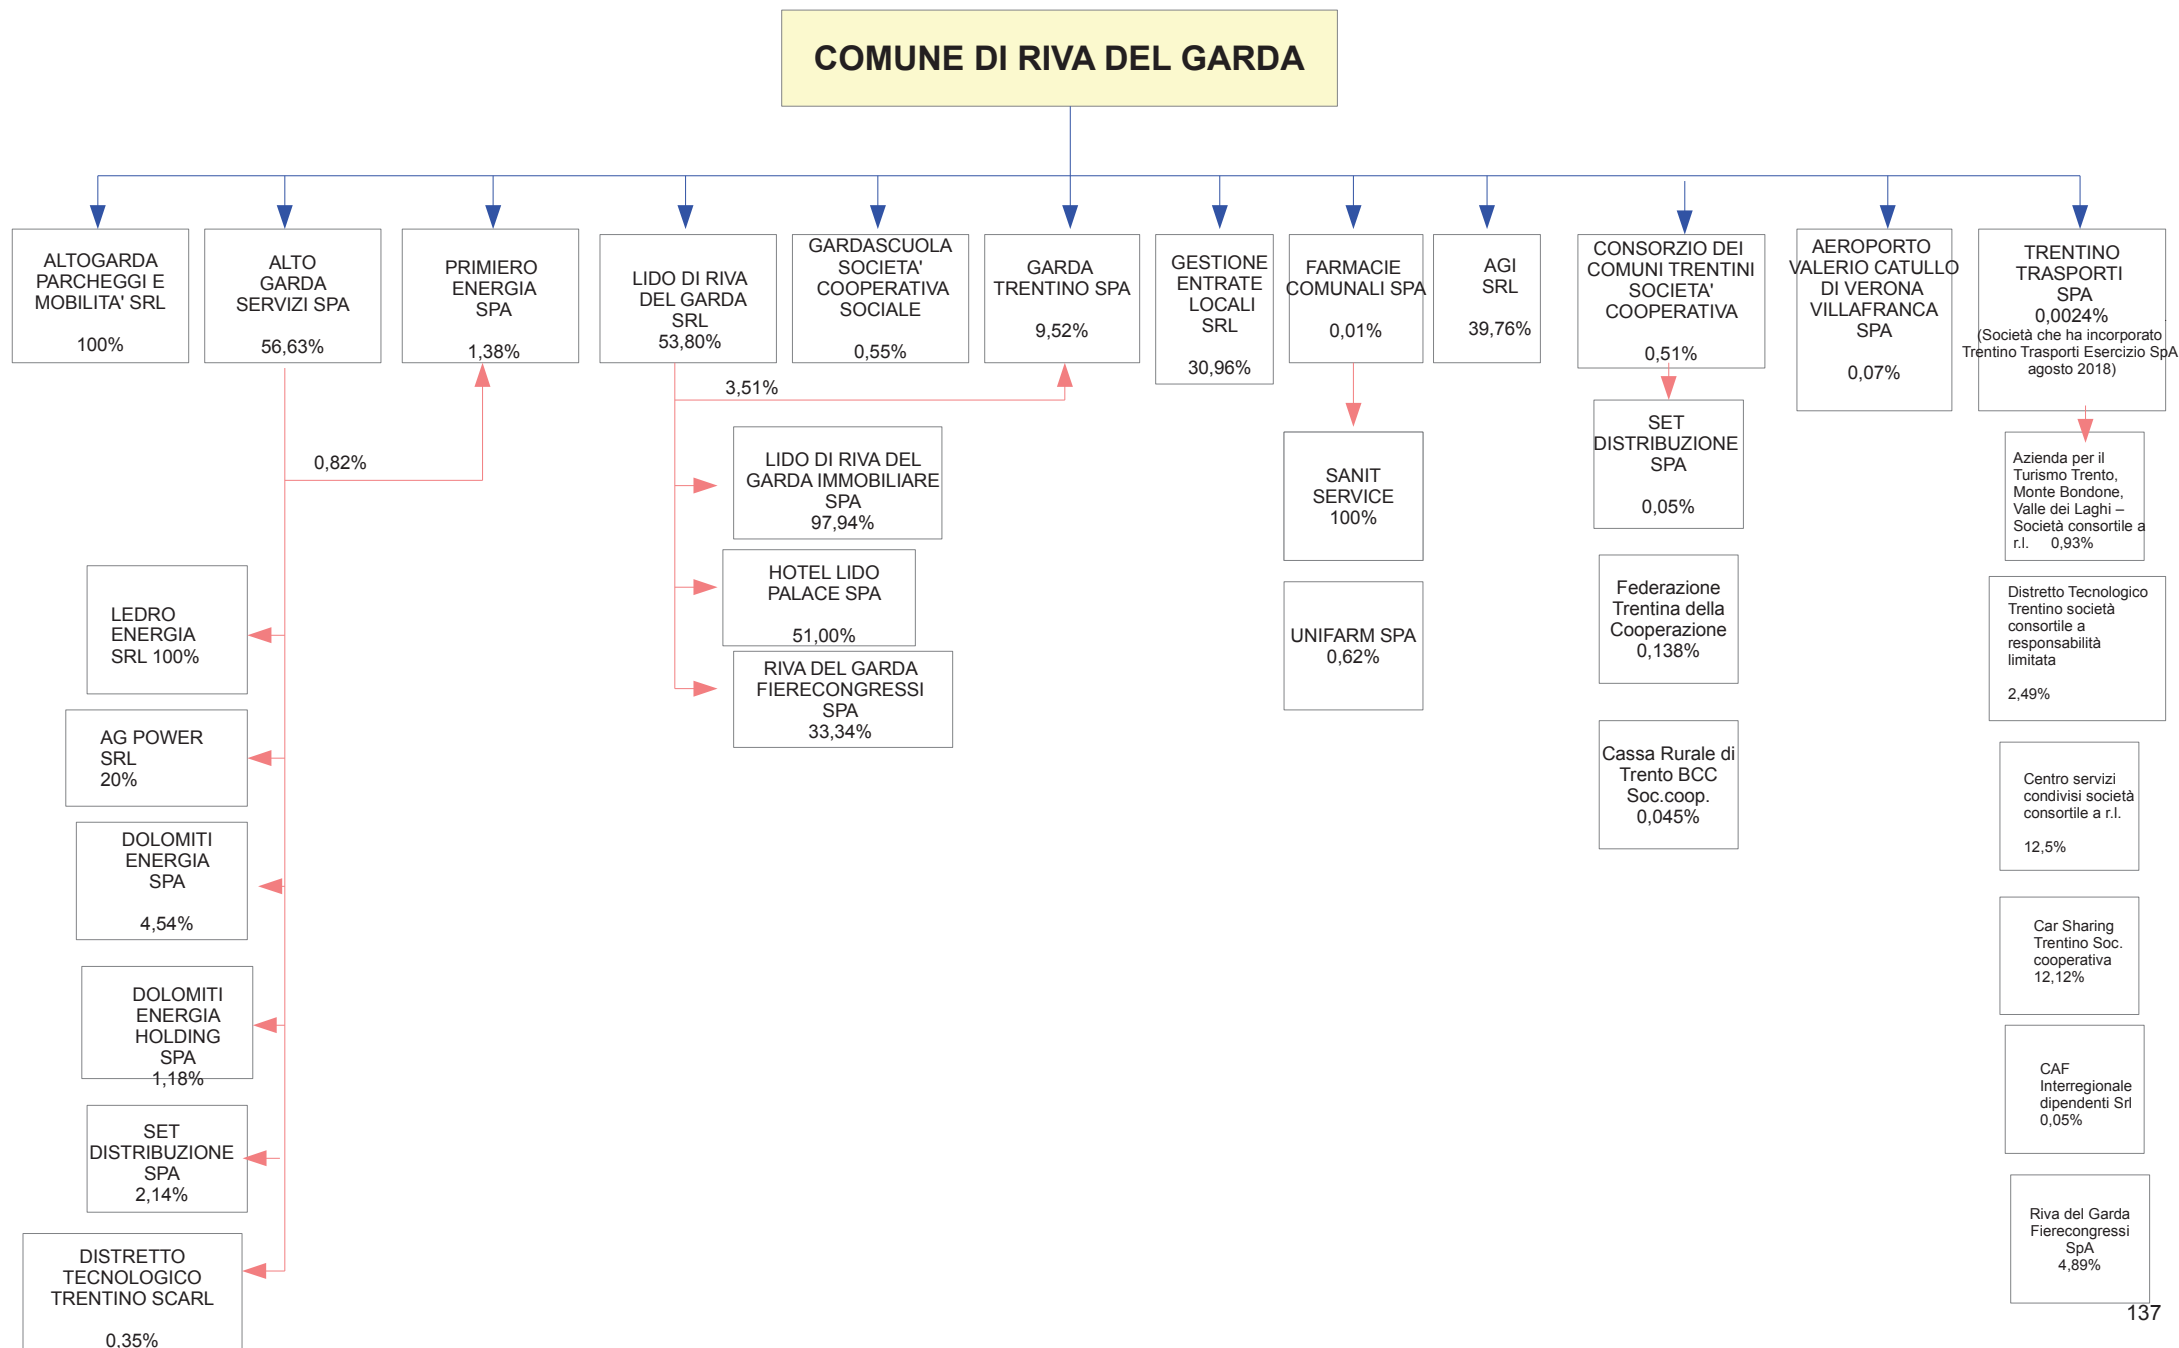 COMUNE DI RIVA DEL GARDA
ALTOGARDA
PARCHEGGI E
MOBILITA' SRL
100%
ALTO
GARDA
SERVIZI SPA
56,63%
PRIMIERO
ENERGIA
SPA
1,38%
LIDO DI RIVA
DEL GARDA
SRL
53,80%
GARDASCUOLA
SOCIETA'
COOPERATIVA
SOCIALE
0,55%
GARDA
TRENTINO SPA
9,52%
GESTIONE
ENTRATE
LOCALI
SRL
30,96%
FARMACIE
COMUNALI SPA
0,01%
AGI
SRL
39,76%
CONSORZIO DEI
COMUNI TRENTINI
SOCIETA'
COOPERATIVA
0,51%
AEROPORTO
VALERIO CATULLO
DI VERONA
VILLAFRANCA
SPA
0,07%
TRENTINO
TRASPORTI
SPA
0,0024%
(Società che ha incorporato
Trentino Trasporti Esercizio SpA
agosto 2018)
0,82%
3,51%
LEDRO
ENERGIA
SRL 100%
AG POWER
SRL
20%
DOLOMITI
ENERGIA
SPA
4,54%
DOLOMITI
ENERGIA
HOLDING
SPA
1,18%
SET
DISTRIBUZIONE
SPA
2,14%
DISTRETTO
TECNOLOGICO
TRENTINO SCARL
0,35%
LIDO DI RIVA DEL
GARDA IMMOBILIARE
SPA
97,94%
HOTEL LIDO
PALACE SPA
51,00%
RIVA DEL GARDA
FIERECONGRESSI
SPA
33,34%
SANIT
SERVICE
100%
UNIFARM SPA
0,62%
SET
DISTRIBUZIONE
SPA
0,05%
Federazione
Trentina della
Cooperazione
0,138%
Cassa Rurale di
Trento BCC
Soc.coop.
0,045%
Azienda per il
Turismo Trento,
Monte Bondone,
Valle dei Laghi –
Società consortile a
r.l. 0,93%
Distretto Tecnologico
Trentino società
consortile a
responsabilità
limitata
2,49%
Centro servizi
condivisi società
consortile a r.l.
12,5%
Car Sharing
Trentino Soc.
cooperativa
12,12%
CAF
Interregionale
dipendenti Srl
0,05%
Riva del Garda
Fierecongressi
SpA
4,89%
137